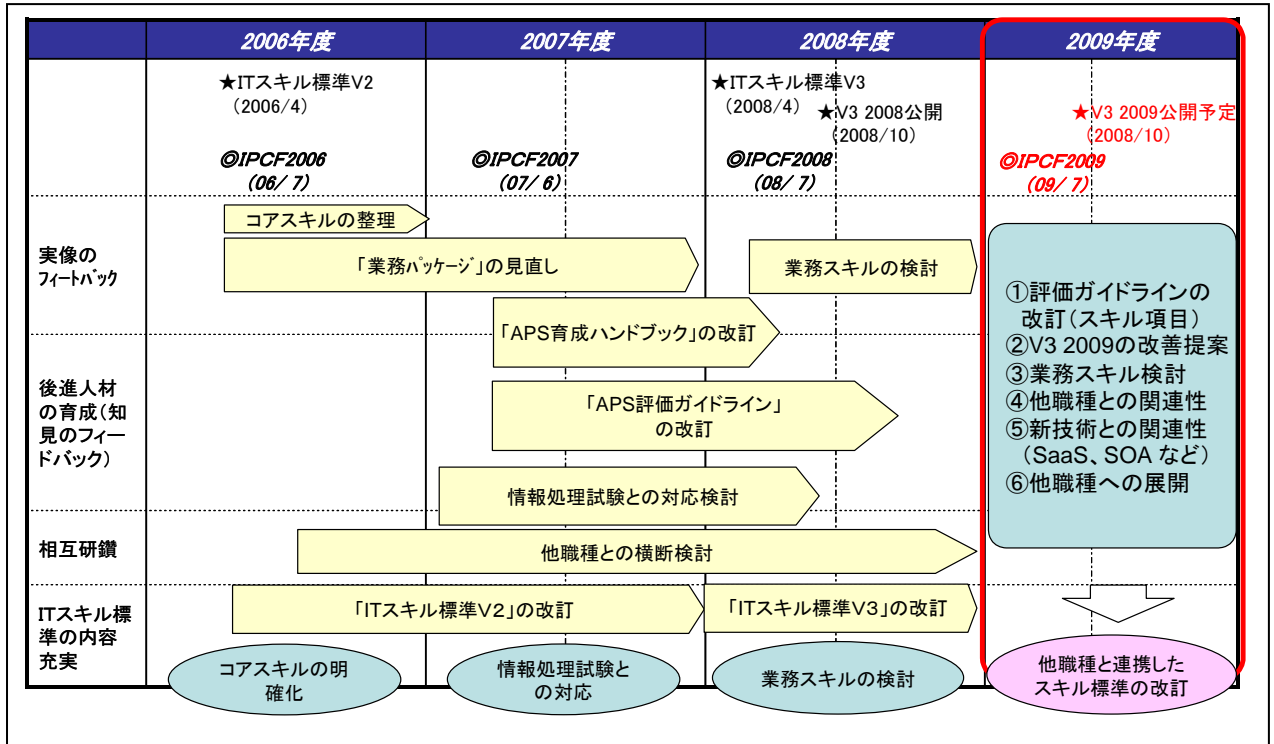 2006年度
2007年度
2008年度
2009年度
★ITスキル標準V2
(2006/4)
★ITスキル標準V3
(2008/4)
★V3 2008公開
(2008/10)
★V3 2009公開予定
(2008/10)
◎IPCF2006
(06/ 7)
◎IPCF2007
(07/ 6)
◎IPCF2008
(08/ 7)
◎IPCF2009
(09/ 7)
実像の
フィートバック
コアスキルの整理
「業務パッケージ」の見直し
業務スキルの検討
「APS育成ハンドブック」の改訂
後進人材
の育成(知
見のフィー
ドバック)
「APS評価ガイドライン」
の改訂
情報処理試験との対応検討
相互研鑽
他職種との横断検討
ITスキル標
準の内容
充実
「ITスキル標準V2」の改訂
「ITスキル標準V3」の改訂
①評価ガイドラインの
改訂(スキル項目)
②V3 2009の改善提案
③業務スキル検討
④他職種との関連性
⑤新技術との関連性
(SaaS、SOA など)
⑥他職種への展開
コアスキルの明
確化
情報処理試験と
の対応
業務スキルの検討
他職種と連携した
スキル標準の改訂